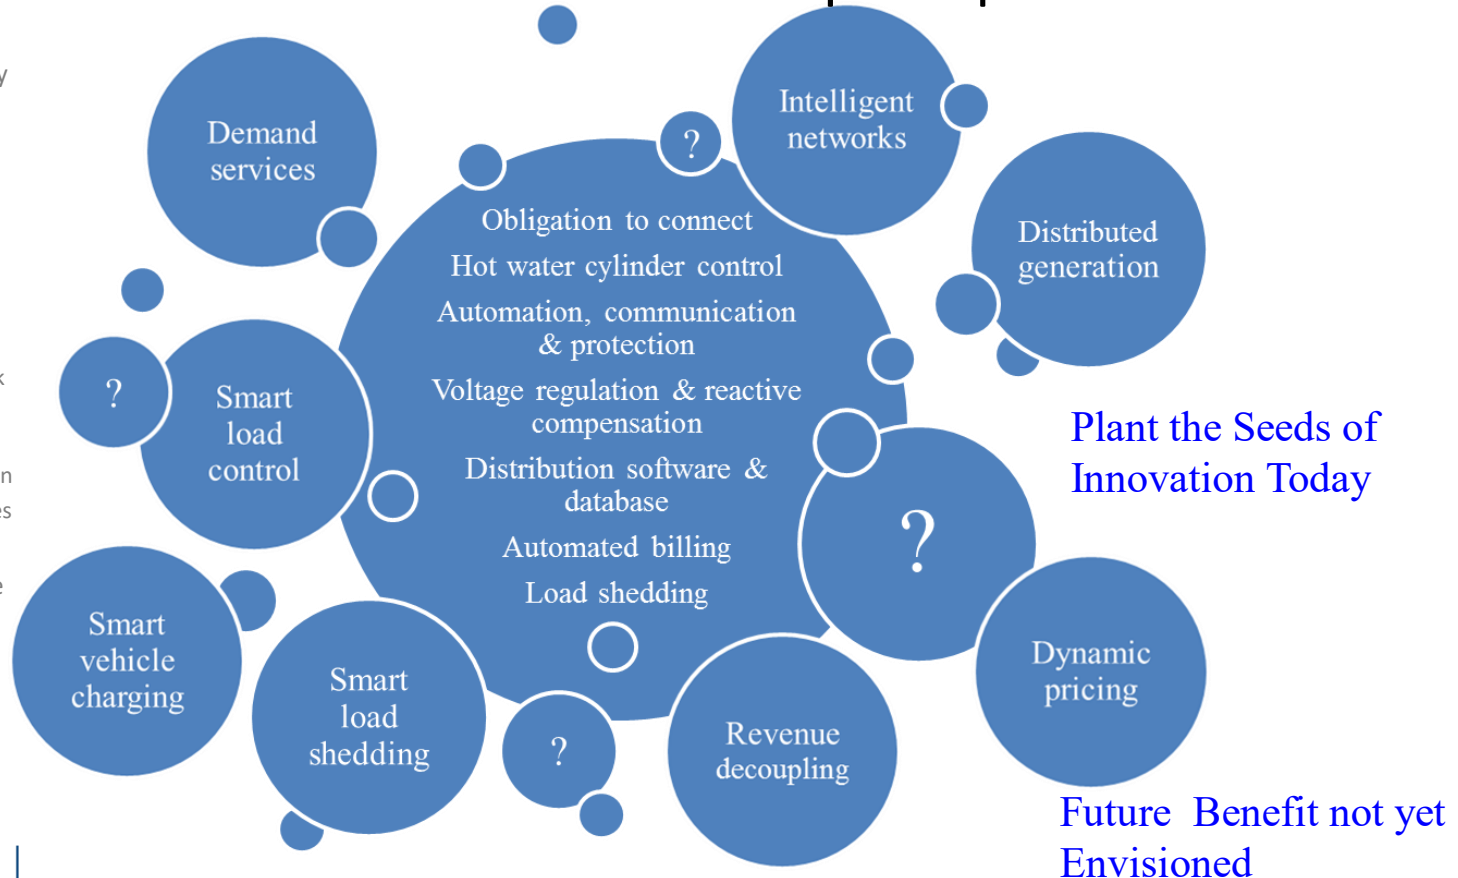 Demand
services
?
Intelligent
networks
Distributed
generation
Obligation to connect
Hot water cylinder control
Automation, communication
& protection
Voltage regulation & reactive
compensation
Distribution software &
database
Automated billing
Load shedding
?
Smart
load
control
Plant the Seeds of
Innovation Today
?
Smart
vehicle
charging
Smart
load
shedding
?
Revenue
decoupling
Dynamic
pricing
Future  Benefit not yet
Envisioned